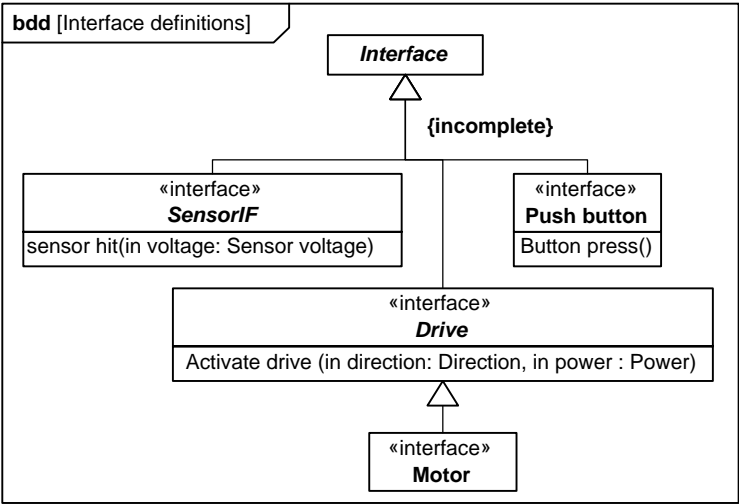 bdd [Interface definitions]
Interface
{incomplete}
«interface»
SensorIF
sensor hit(in voltage: Sensor voltage)
«interface»
Push button
Button press()
«interface»
Drive
Activate drive (in direction: Direction, in power : Power)
«interface»
Motor